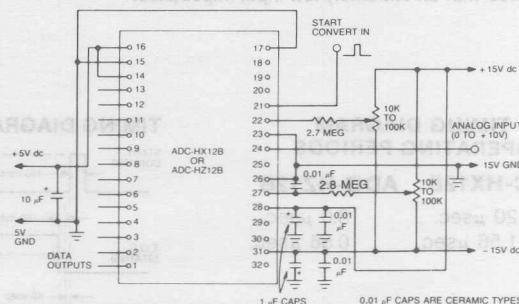 START
CONVERT IN
16
15
14
13
12
11
10
9
8
7
6
5
4
3
2
1
17
18
19
20
21
22
23
24
25
26
27
28
29
30
31
32
ADC-HX12B
OR
ADC-HZ12B
+5V dc
10 µF
+
5V
GND
DATA
OUTPUTS
2.7 MEG
10K
TO
100K
+15V dc
ANALOG INPUT
(0 TO +10V)
15V GND
0.01 µF
2.8 MEG
10K
TO
100K
+
0.01
µF
+
0.01
µF
-15V dc
1 µF CAPS
0.01 µF CAPS ARE CERAMIC TYPE